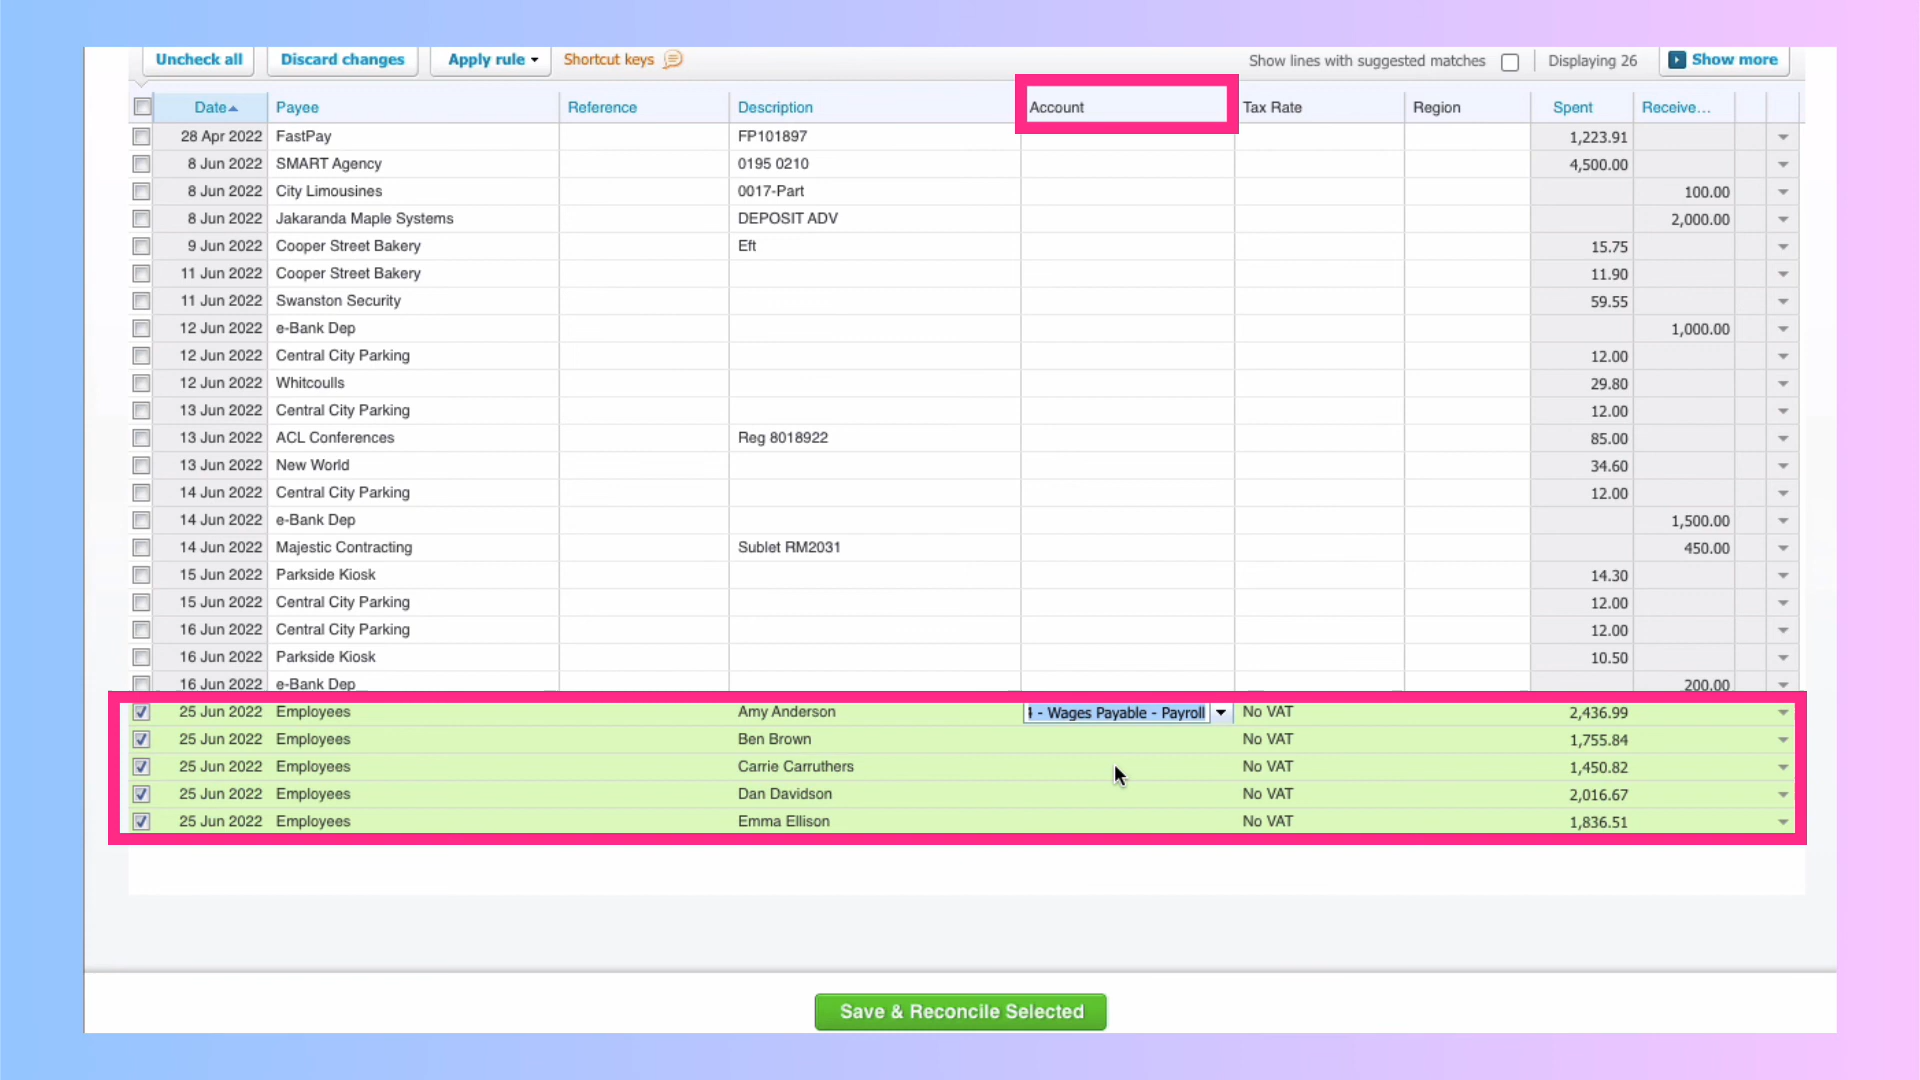 Uncheck all Discard changes Apply rule Shortcut keys Show lines with suggested matches Displaying 26 Show more
Date Payee Reference Description Account Tax Rate Region Spent Receive...
28 Apr 2022 FastPay FP101897 1,223.91
8 Jun 2022 SMART Agency 0195 0210 4,500.00
8 Jun 2022 City Limousines 0017-Part 100.00
8 Jun 2022 Jakaranda Maple Systems DEPOSIT ADV 2,000.00
9 Jun 2022 Cooper Street Bakery Eft 15.75
11 Jun 2022 Cooper Street Bakery 11.90
11 Jun 2022 Swanston Security 59.55
12 Jun 2022 e-Bank Dep 1,000.00
12 Jun 2022 Central City Parking 12.00
12 Jun 2022 Whitcoulls 29.80
13 Jun 2022 Central City Parking 12.00
13 Jun 2022 ACL Conferences Reg 8018922 85.00
13 Jun 2022 New World 34.60
14 Jun 2022 Central City Parking 12.00
14 Jun 2022 e-Bank Dep 1,500.00
14 Jun 2022 Majestic Contracting Sublet RM2031 450.00
15 Jun 2022 Parkside Kiosk 14.30
15 Jun 2022 Central City Parking 12.00
16 Jun 2022 Central City Parking 12.00
16 Jun 2022 Parkside Kiosk 10.50
16 Jun 2022 e-Bank Dep 200.00
25 Jun 2022 Employees Amy Anderson - Wages Payable - Payroll No VAT 2,436.99
25 Jun 2022 Employees Ben Brown No VAT 1,755.84
25 Jun 2022 Employees Carrie Carruthers No VAT 1,450.82
25 Jun 2022 Employees Dan Davidson No VAT 2,016.67
25 Jun 2022 Employees Emma Ellison No VAT 1,836.51
Save & Reconcile Selected